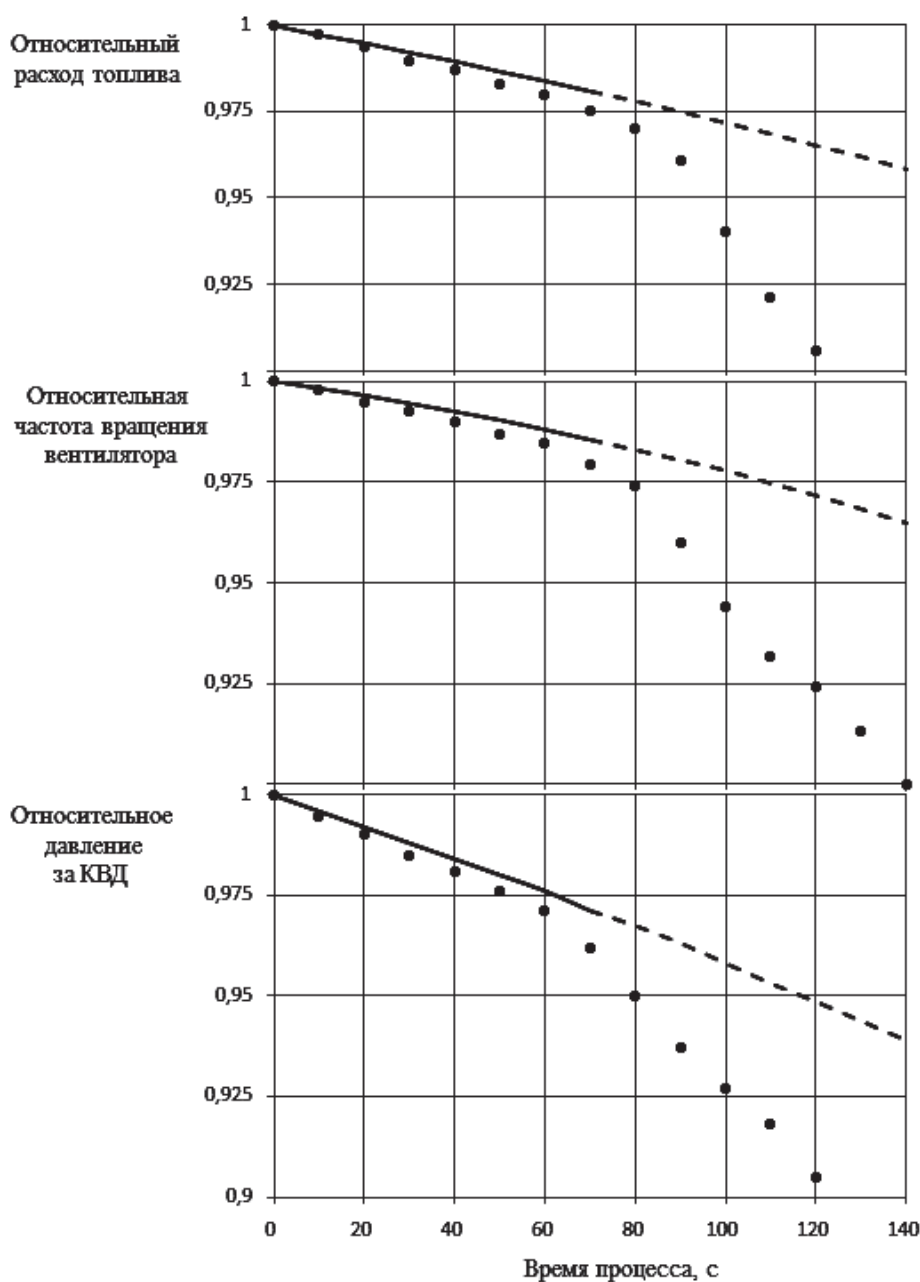 Относительный
расход топлива
1
0,975
0,95
0,925
Относительная
частота вращения
вентилятора
1
0,975
0,95
0,925
Относительное
давление
за КВД
1
0,975
0,95
0,925
0,9
0 20 40 60 80 100 120 140
Время процесса, с